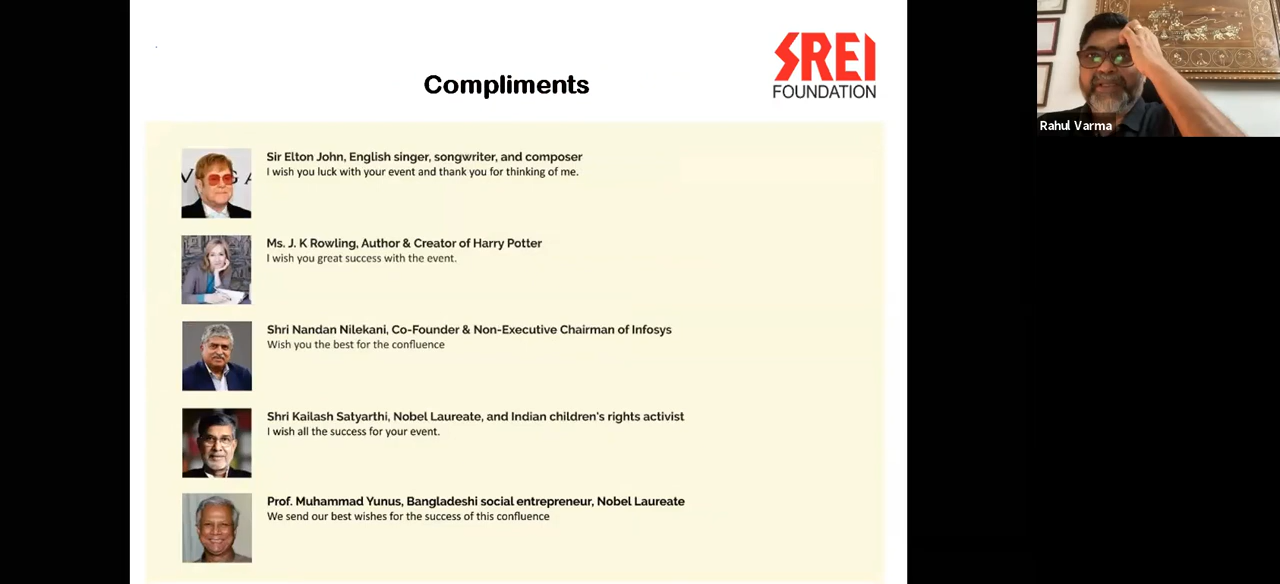 SREI
FOUNDATION
Compliments
Sir Elton John, English singer, songwriter, and composer
I wish you luck with your event and thank you for thinking of me.
Ms. J. K Rowling, Author & Creator of Harry Potter
I wish you great success with the event.
Shri Nandan Nilekani, Co-Founder & Non-Executive Chairman of Infosys
Wish you the best for the confluence
Shri Kailash Satyarthi, Nobel Laureate, and Indian children's rights activist
I wish all the success for your event.
Prof. Muhammad Yunus, Bangladeshi social entrepreneur, Nobel Laureate
We send our best wishes for the success of this confluence
Rahul Varma